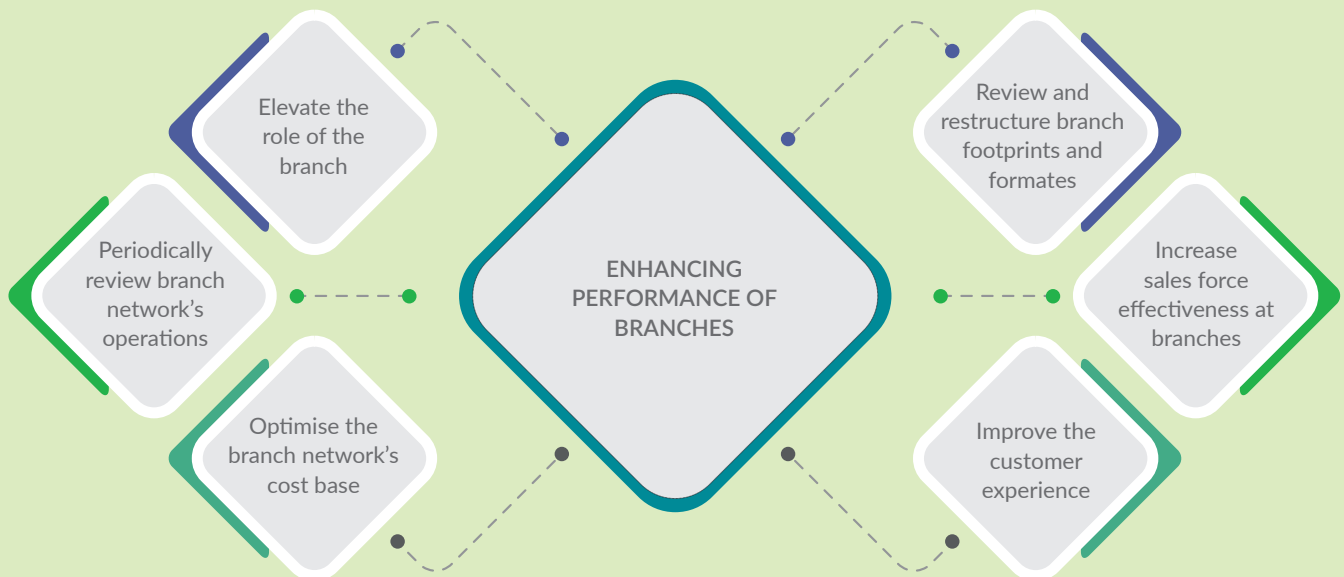 Elevate the
role of the
branch
Periodically
review branch
network’s
operations
Optimise the
branch network’s
cost base
ENHANCING
PERFORMANCE OF
BRANCHES
Review and
restructure branch
footprints and
formates
Increase
sales force
effectiveness at
branches
Improve the
customer
experience